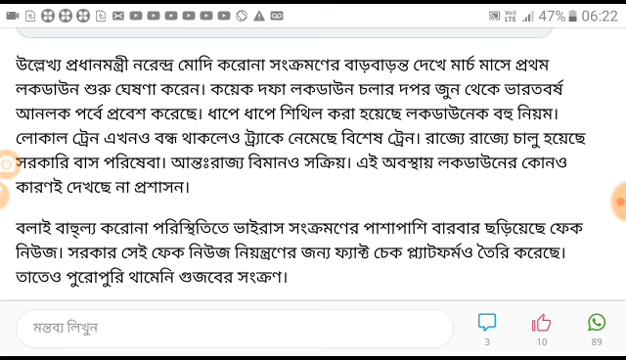 47% 06:22
উল্লেখ্য প্রধানমন্ত্রী নরেন্দ্র মোদি করোনা সংক্রমণের বাড়বাড়ন্ত দেখে মার্চ মাসে প্রথম
লকডাউন শুরু ঘেষণা করেন। কয়েক দফা লকডাউন চলার দপর জুন থেকে ভারতবর্ষ
আনলক পর্বে প্রবেশ করেছে। ধাপে ধাপে শিথিল করা হয়েছে লকডাউনেক বহু নিয়ম।
লোকাল ট্রেন এখনও বন্ধ থাকলেও ট্র্যাকে নেমেছে বিশেষ ট্রেন। রাজ্যে রাজ্যে চালু হয়েছে
সরকারি বাস পরিষেবা। আন্তঃরাজ্য বিমানও সক্রিয়। এই অবস্থায় লকডাউনের কোনও
কারণই দেখছে না প্রশাসন।
বলাই বাহুল্য করোনা পরিস্থিতিতে ভাইরাস সংক্রমণের পাশাপাশি বারবার ছড়িয়েছে ফেক
নিউজ। সরকার সেই ফেক নিউজ নিয়ন্ত্রণের জন্য ফ্যাক্ট চেক প্ল্যাটফর্মও তৈরি করেছে।
তাতেও পুরোপুরি থামেনি গুজবের সংক্রণ।
মন্তব্য লিখুন
3 10 89